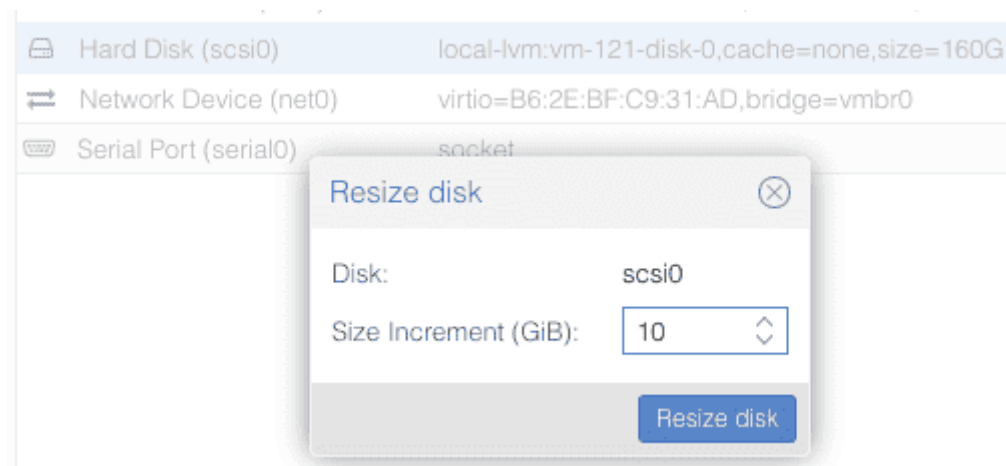 Hard Disk (scsi0) local-lvm:vm-121-disk-0,cache=none,size=160G
Network Device (net0) virtio=B6:2E:BF:C9:31:AD,bridge=vmbr0
Serial Port (serial0) socket
Resize disk
Disk: scsi0
Size Increment (GiB): 10
Resize disk